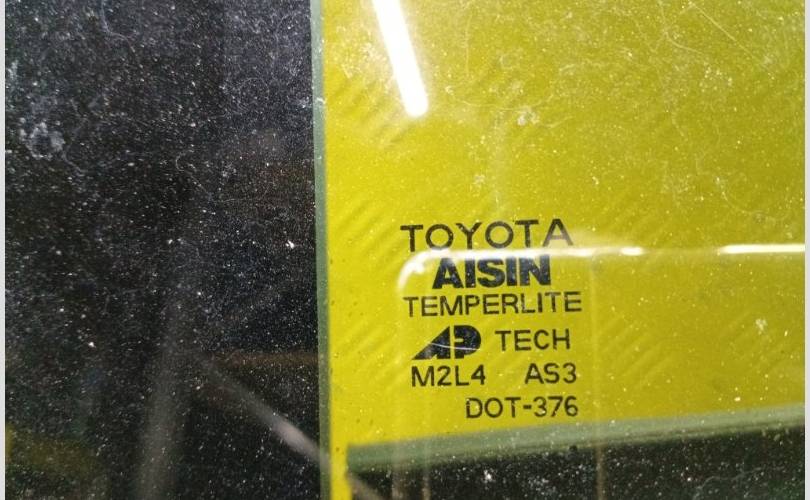 TOYOTA
AISIN
TEMPERLITE
AP TECH
M2L4 AS3
DOT-376